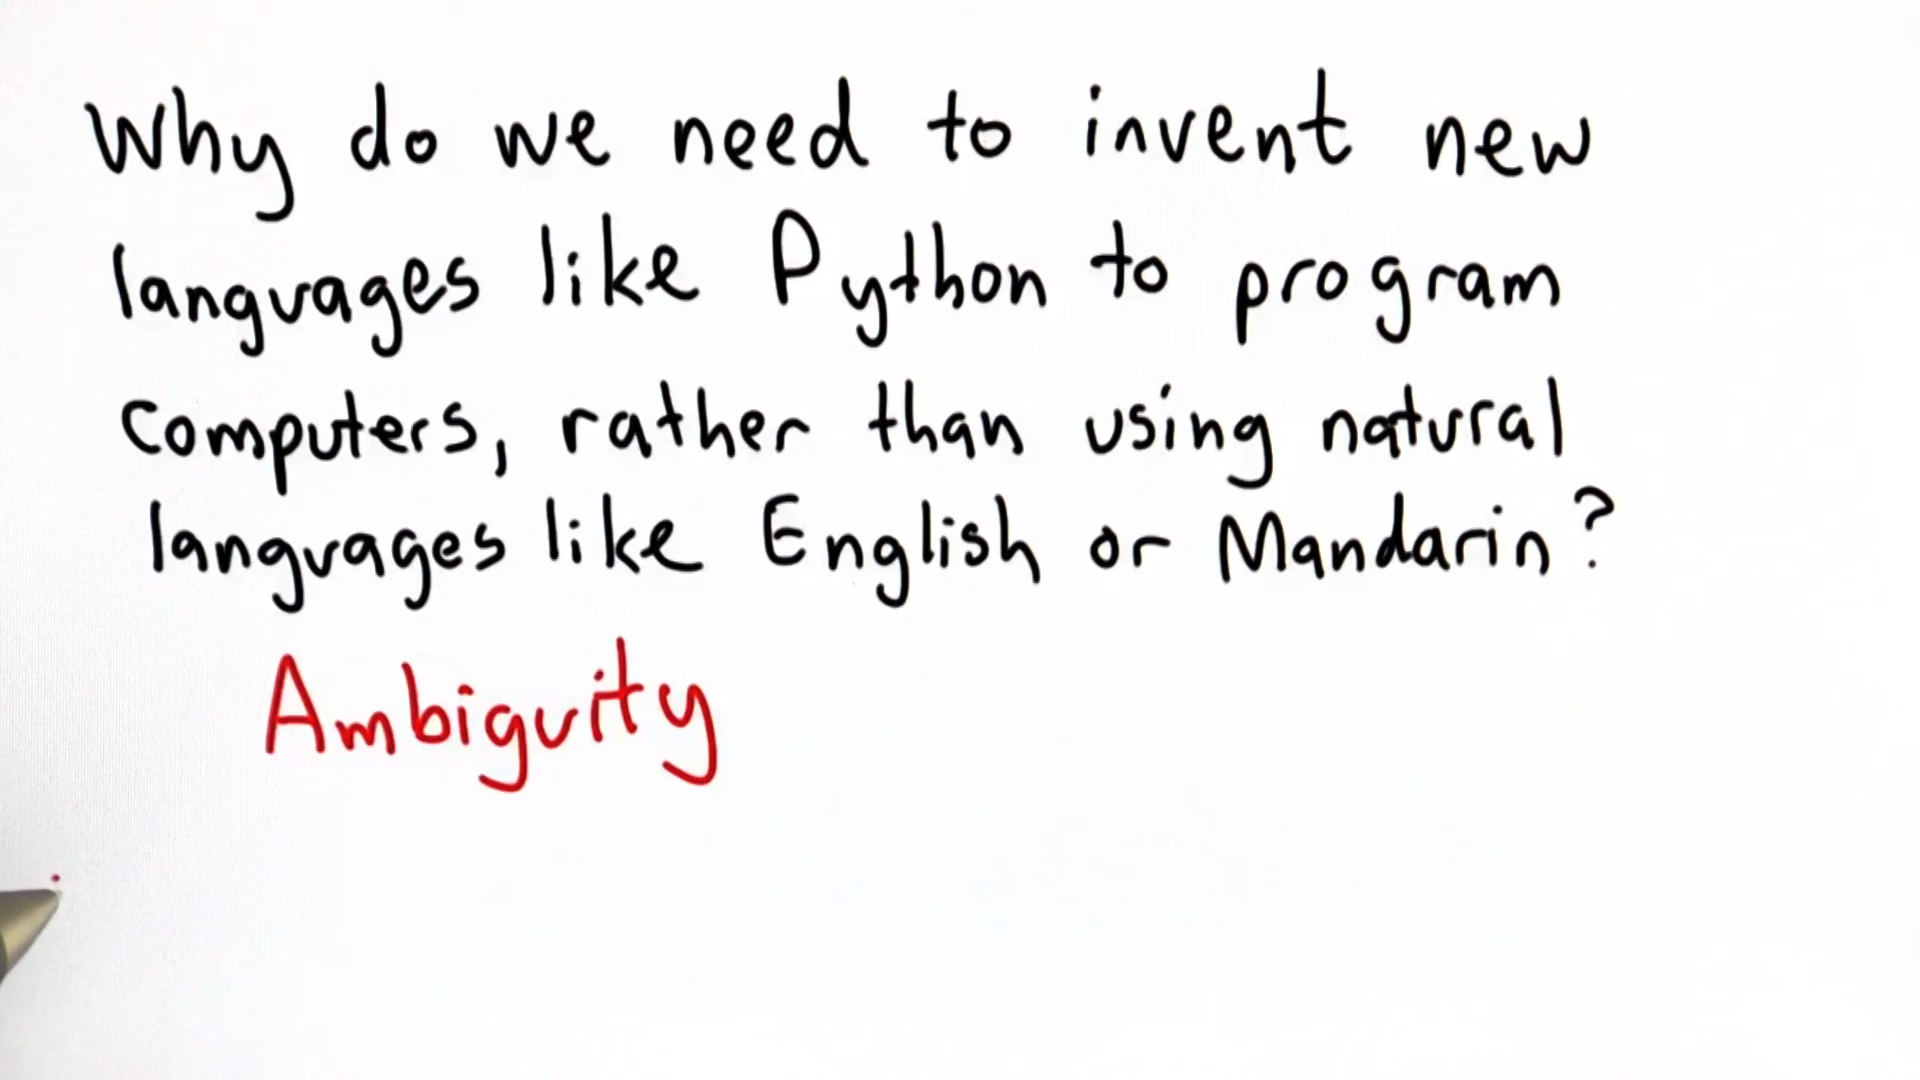 Why do we need to invent new
languages like Python to program
computers, rather than using natural
languages like English or Mandarin?
Ambiguity